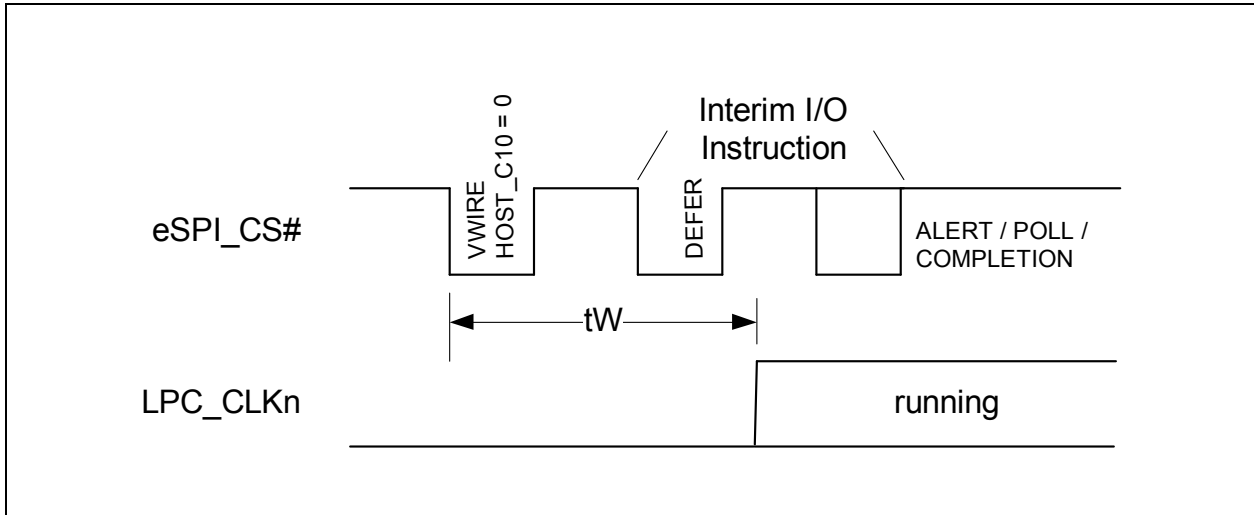 Interim I/O
Instruction
eSPI_CS#
VWIRE
HOST_C10 = 0
DEFER
ALERT / POLL /
COMPLETION
tW
LPC_CLKn
running